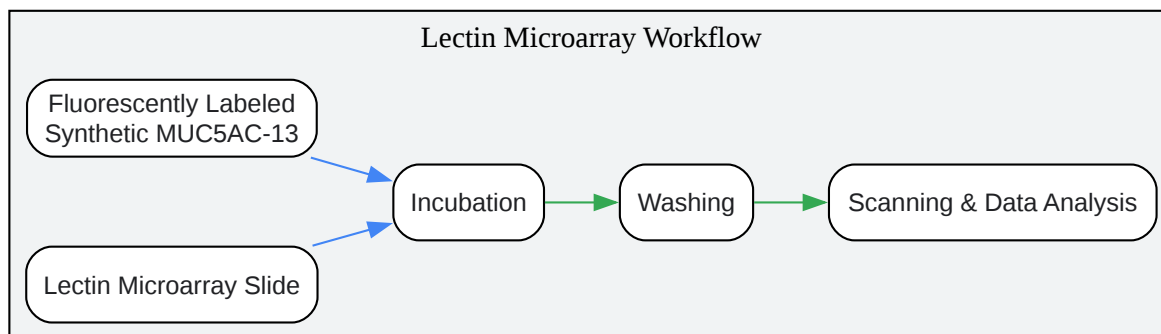 Lectin Microarray Workflow
Fluorescently Labeled
Synthetic MUC5AC-13
Incubation
Washing
Scanning & Data Analysis
Lectin Microarray Slide